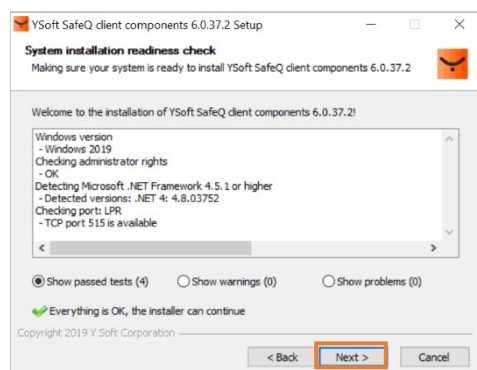 YSoft SafeQ client components 6.0.37.2 Setup
System installation readiness check
Making sure your system is ready to install YSoft SafeQ client components 6.0.37.2
Welcome to the installation of YSoft SafeQ client components 6.0.37.2!
Windows version
- Windows 2019
Checking administrator rights
- OK
Detecting Microsoft .NET Framework 4.5.1 or higher
- Detected versions: .NET 4: 4.8.03752
Checking port: LPR
- TCP port 515 is available
Show passed tests (4) Show warnings (0) Show problems (0)
Everything is OK, the installer can continue
Copyright 2019 Y Soft Corporation
< Back Next > Cancel